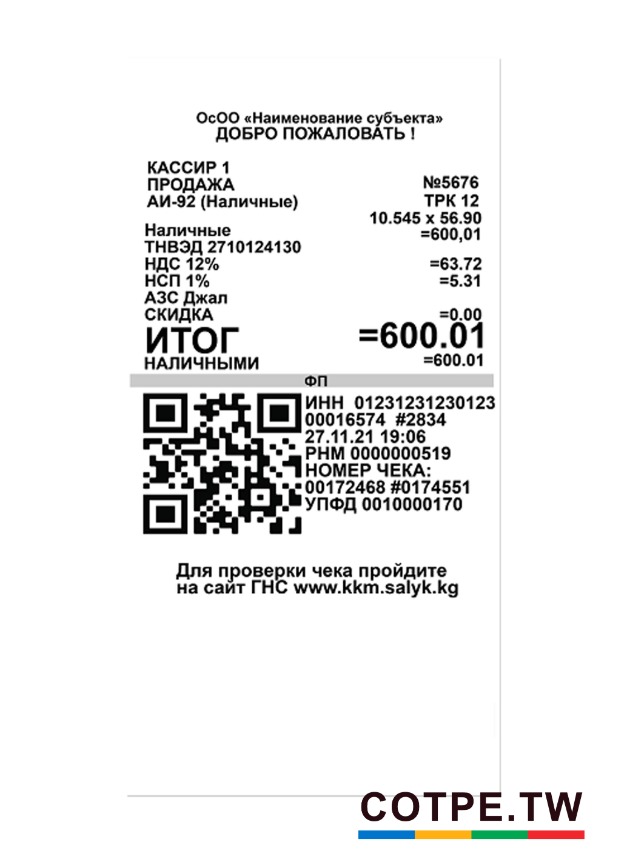 ОсОО «Наименование субъекта»
ДОБРО ПОЖАЛОВАТЬ !
КАССИР 1
ПРОДАЖА №5676
АИ-92 (Наличные) ТРК 12
10.545 x 56.90
Наличные =600,01
ТНВЭД 2710124130
НДС 12% =63.72
НСП 1% =5.31
АЗС Джал
СКИДКА =0.00
ИТОГ =600.01
НАЛИЧНЫМИ =600.01
ФП
ИНН 01231231230123
00016574 #2834
27.11.21 19:06
РНМ 0000000519
НОМЕР ЧЕКА:
00172468 #0174551
УПФД 0010000170
Для проверки чека пройдите
на сайт ГНС www.kkm.salyk.kg
COTPE.TW